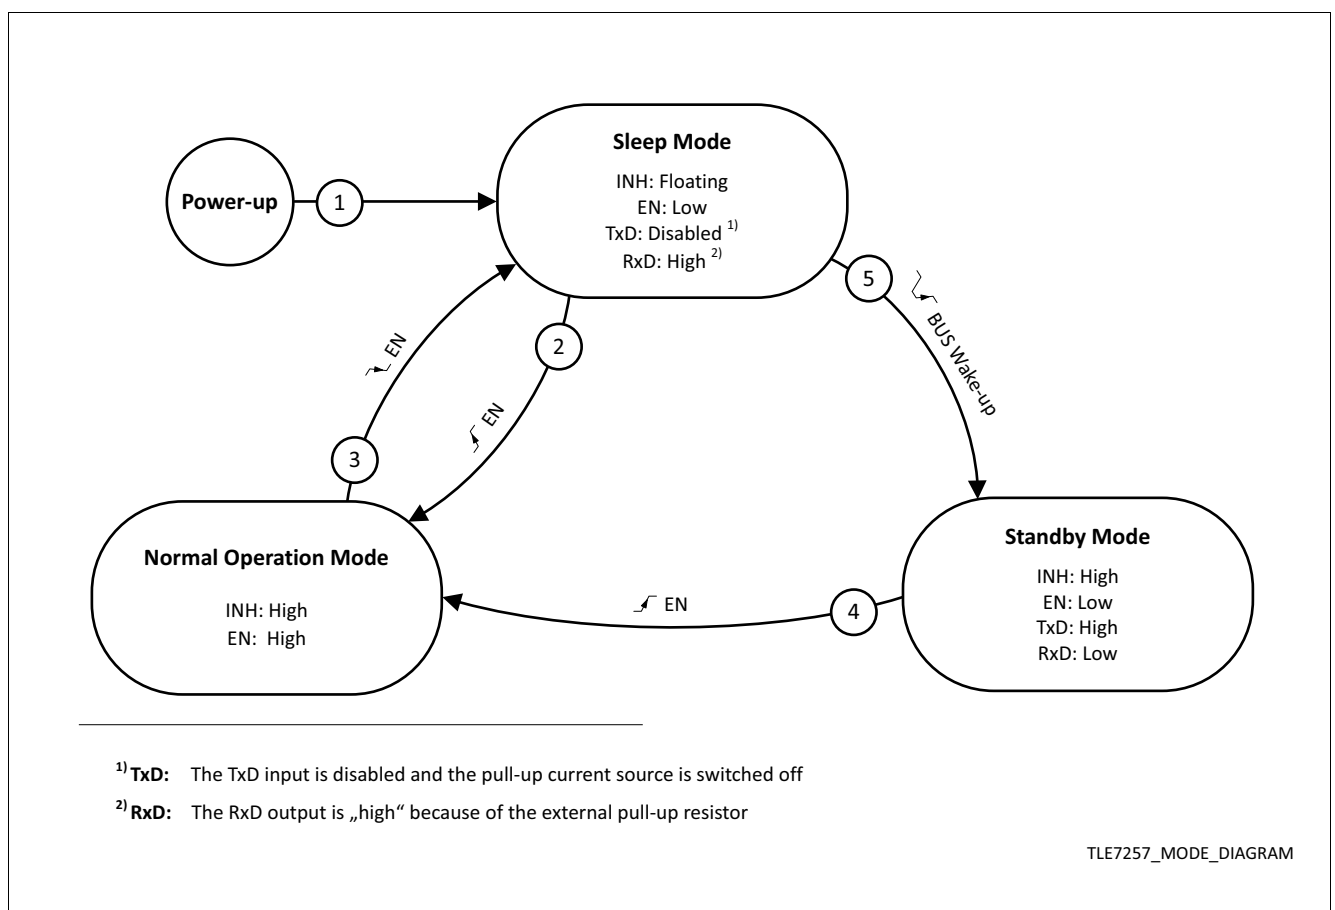 Sleep Mode
INH: Floating
EN: Low
TxD: Disabled 1)
RxD: High 2)
Power-up
1
5
BUS Wake-up
2
EN
EN
3
Normal Operation Mode
INH: High
EN: High
Standby Mode
INH: High
EN: Low
TxD: High
RxD: Low
EN
4
1) TxD: The TxD input is disabled and the pull-up current source is switched off
2) RxD: The RxD output is „high“ because of the external pull-up resistor
TLE7257_MODE_DIAGRAM